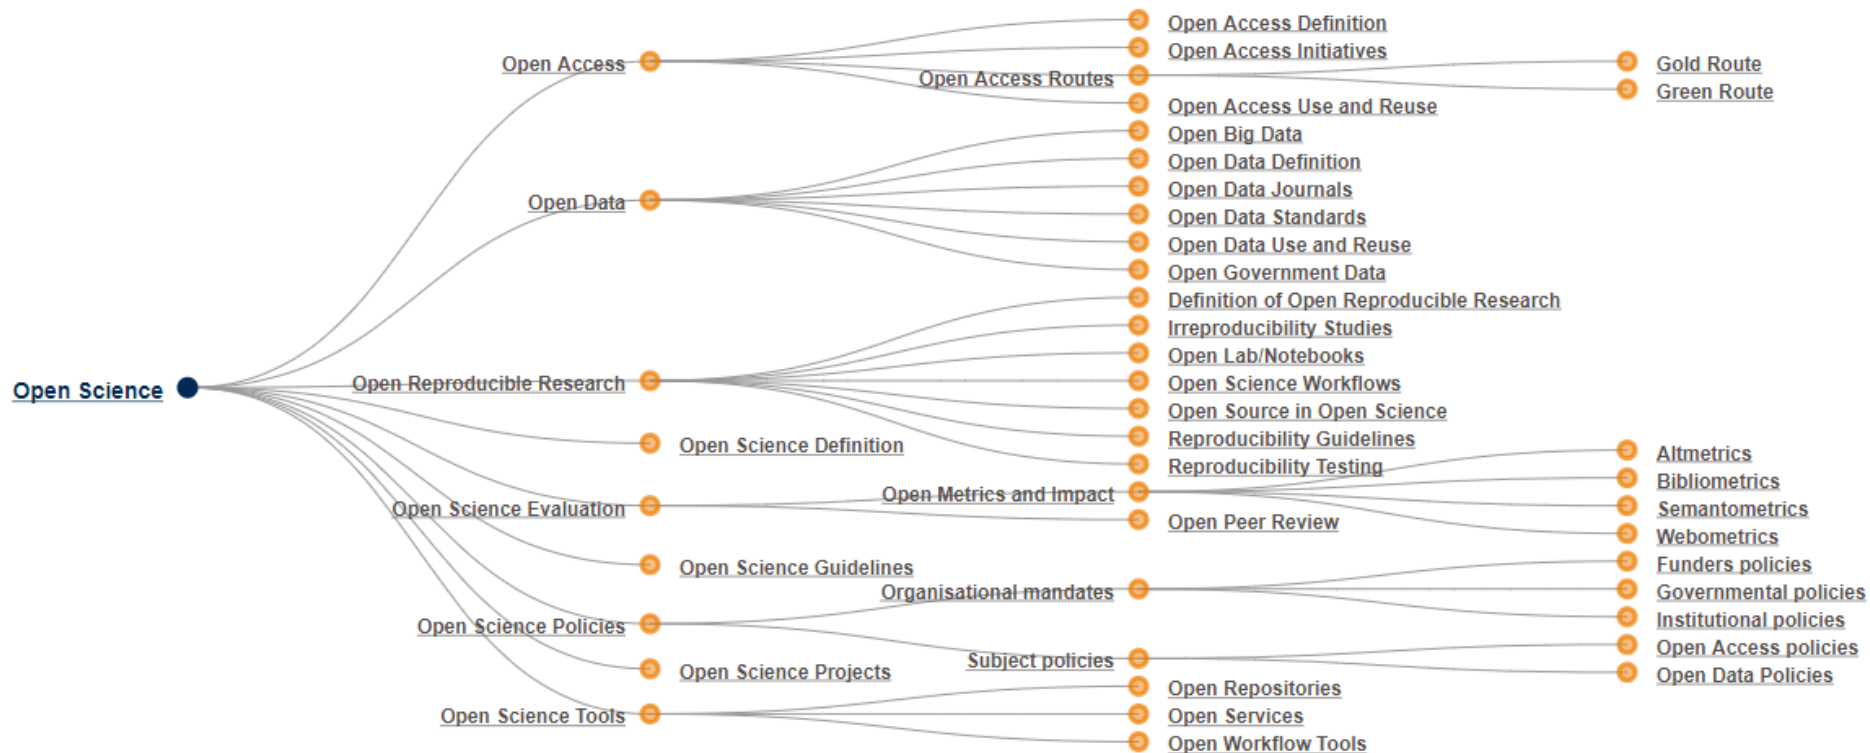 Open Science
Open Access
Open Access Definition
Open Access Initiatives
Open Access Routes
Gold Route
Green Route
Open Access Use and Reuse
Open Data
Open Big Data
Open Data Definition
Open Data Journals
Open Data Standards
Open Data Use and Reuse
Open Government Data
Open Reproducible Research
Definition of Open Reproducible Research
Irreproducibility Studies
Open Lab/Notebooks
Open Science Workflows
Open Source in Open Science
Reproducibility Guidelines
Reproducibility Testing
Open Science Definition
Open Science Evaluation
Open Metrics and Impact
Altmetrics
Bibliometrics
Semantometrics
Webometrics
Open Peer Review
Open Science Guidelines
Open Science Policies
Organisational mandates
Funders policies
Governmental policies
Institutional policies
Subject policies
Open Access policies
Open Data Policies
Open Science Projects
Open Science Tools
Open Repositories
Open Services
Open Workflow Tools